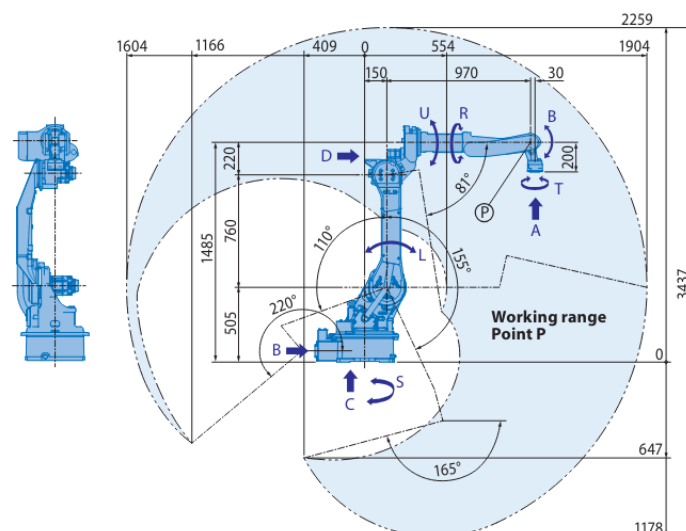 2259
1604 1166 409 0 554 1904
150 970 30
U R B
D
220
200
81°
T
P
A
1485
760
110°
L
155°
3437
220°
Working range
Point P
505
B
S
C
0
165°
647
1178